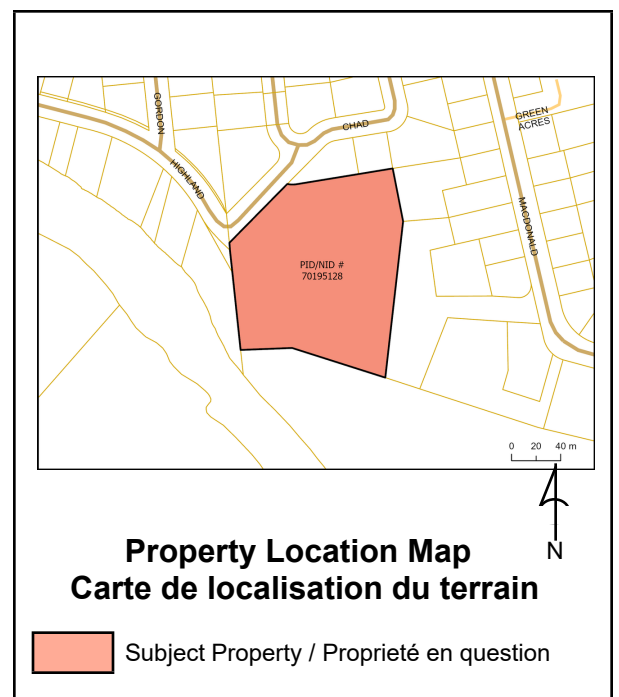 GORDON
HIGHLAND
CHAD
GREEN
ACRES
MACDONALD
PID/NID #
70195128
0 20 40 m
N
Property Location Map
Carte de localisation du terrain
Subject Property / Proprieté en question